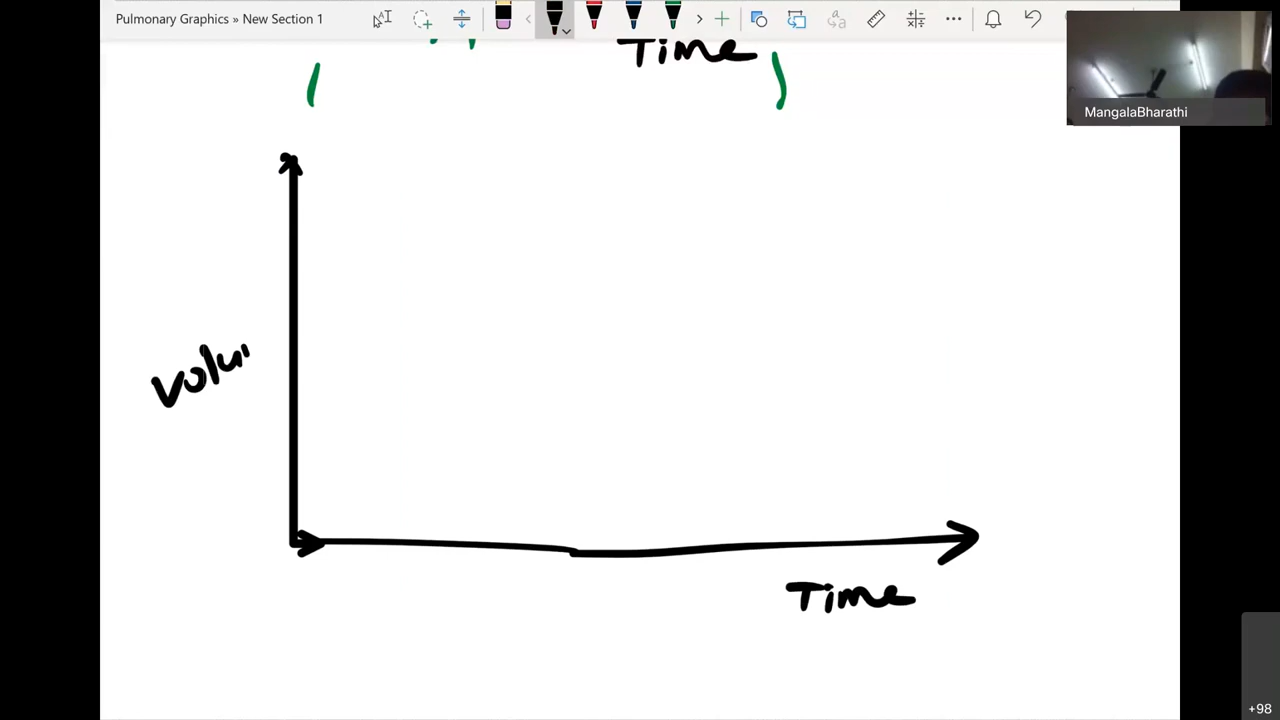 Pulmonary Graphics » New Section 1
Time
MangalaBharathi
Volu
Time
+98